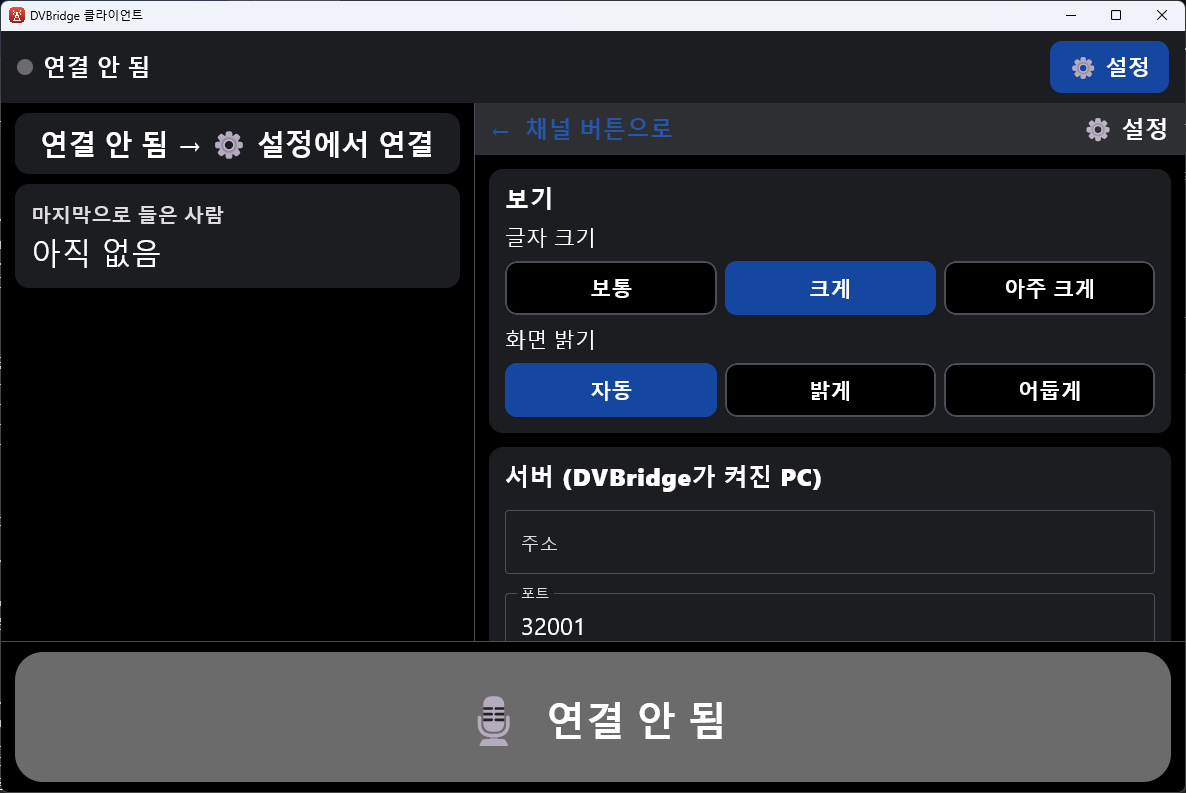 DVBridge 클라이언트
연결 안 됨
설정
연결 안 됨 → 설정에서 연결
마지막으로 들은 사람
아직 없음
← 채널 버튼으로
설정
보기
글자 크기
보통
크게
아주 크게
화면 밝기
자동
밝게
어둡게
서버 (DVBridge가 켜진 PC)
주소
포트
32001
연결 안 됨